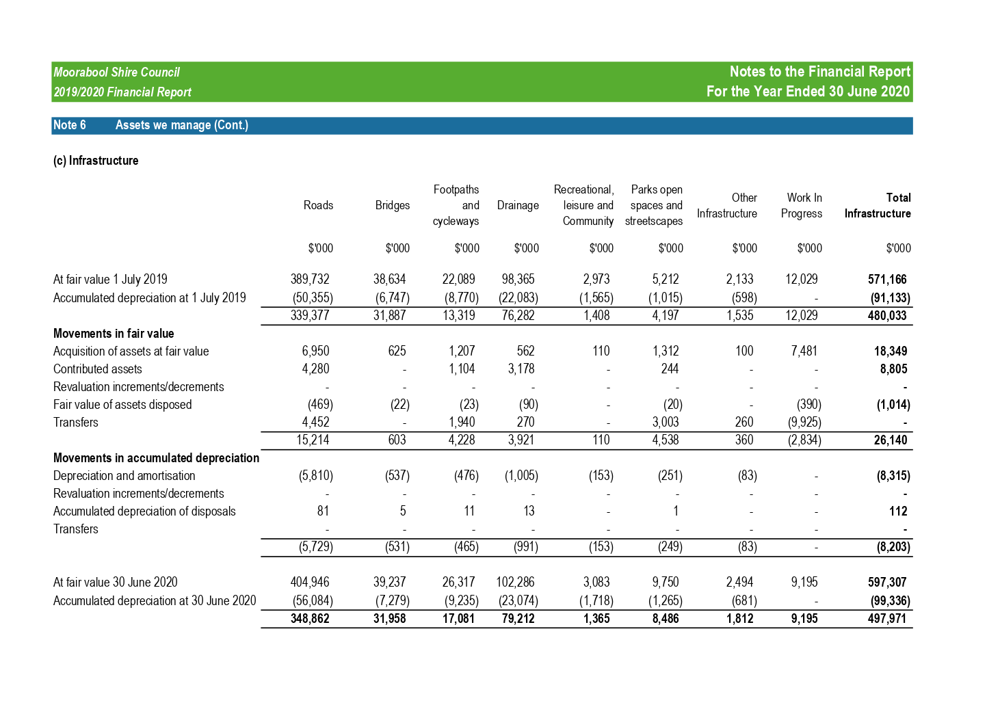 Moorabool Shire Council Notes to the Financial Report
2019/2020 Financial Report For the Year Ended 30 June 2020
Note 6 Assets we manage (Cont.)
(c) Infrastructure
Roads Bridges Footpaths and cycleways Drainage Recreational, leisure and Community Parks open spaces and streetscapes Other Infrastructure Work In Progress Total Infrastructure
$'000 $'000 $'000 $'000 $'000 $'000 $'000 $'000 $'000
At fair value 1 July 2019 389,732 38,634 22,089 98,365 2,973 5,212 2,133 12,029 571,166
Accumulated depreciation at 1 July 2019 (50,355) (6,747) (8,770) (22,083) (1,565) (1,015) (598) - (91,133)
339,377 31,887 13,319 76,282 1,408 4,197 1,535 12,029 480,033
Movements in fair value
Acquisition of assets at fair value 6,950 625 1,207 562 110 1,312 100 7,481 18,349
Contributed assets 4,280 - 1,104 3,178 - 244 - - 8,805
Revaluation increments/decrements - - - - - - - - -
Fair value of assets disposed (469) (22) (23) (90) - (20) - (390) (1,014)
Transfers 4,452 - 1,940 270 - 3,003 260 (9,925) -
15,214 603 4,228 3,921 110 4,538 360 (2,834) 26,140
Movements in accumulated depreciation
Depreciation and amortisation (5,810) (537) (476) (1,005) (153) (251) (83) - (8,315)
Revaluation increments/decrements - - - - - - - - -
Accumulated depreciation of disposals 81 5 11 13 - 1 - - 112
Transfers - - - - - - - - -
(5,729) (531) (465) (991) (153) (249) (83) - (8,203)
At fair value 30 June 2020 404,946 39,237 26,317 102,286 3,083 9,750 2,494 9,195 597,307
Accumulated depreciation at 30 June 2020 (56,084) (7,279) (9,235) (23,074) (1,718) (1,265) (681) - (99,336)
348,862 31,958 17,081 79,212 1,365 8,486 1,812 9,195 497,971